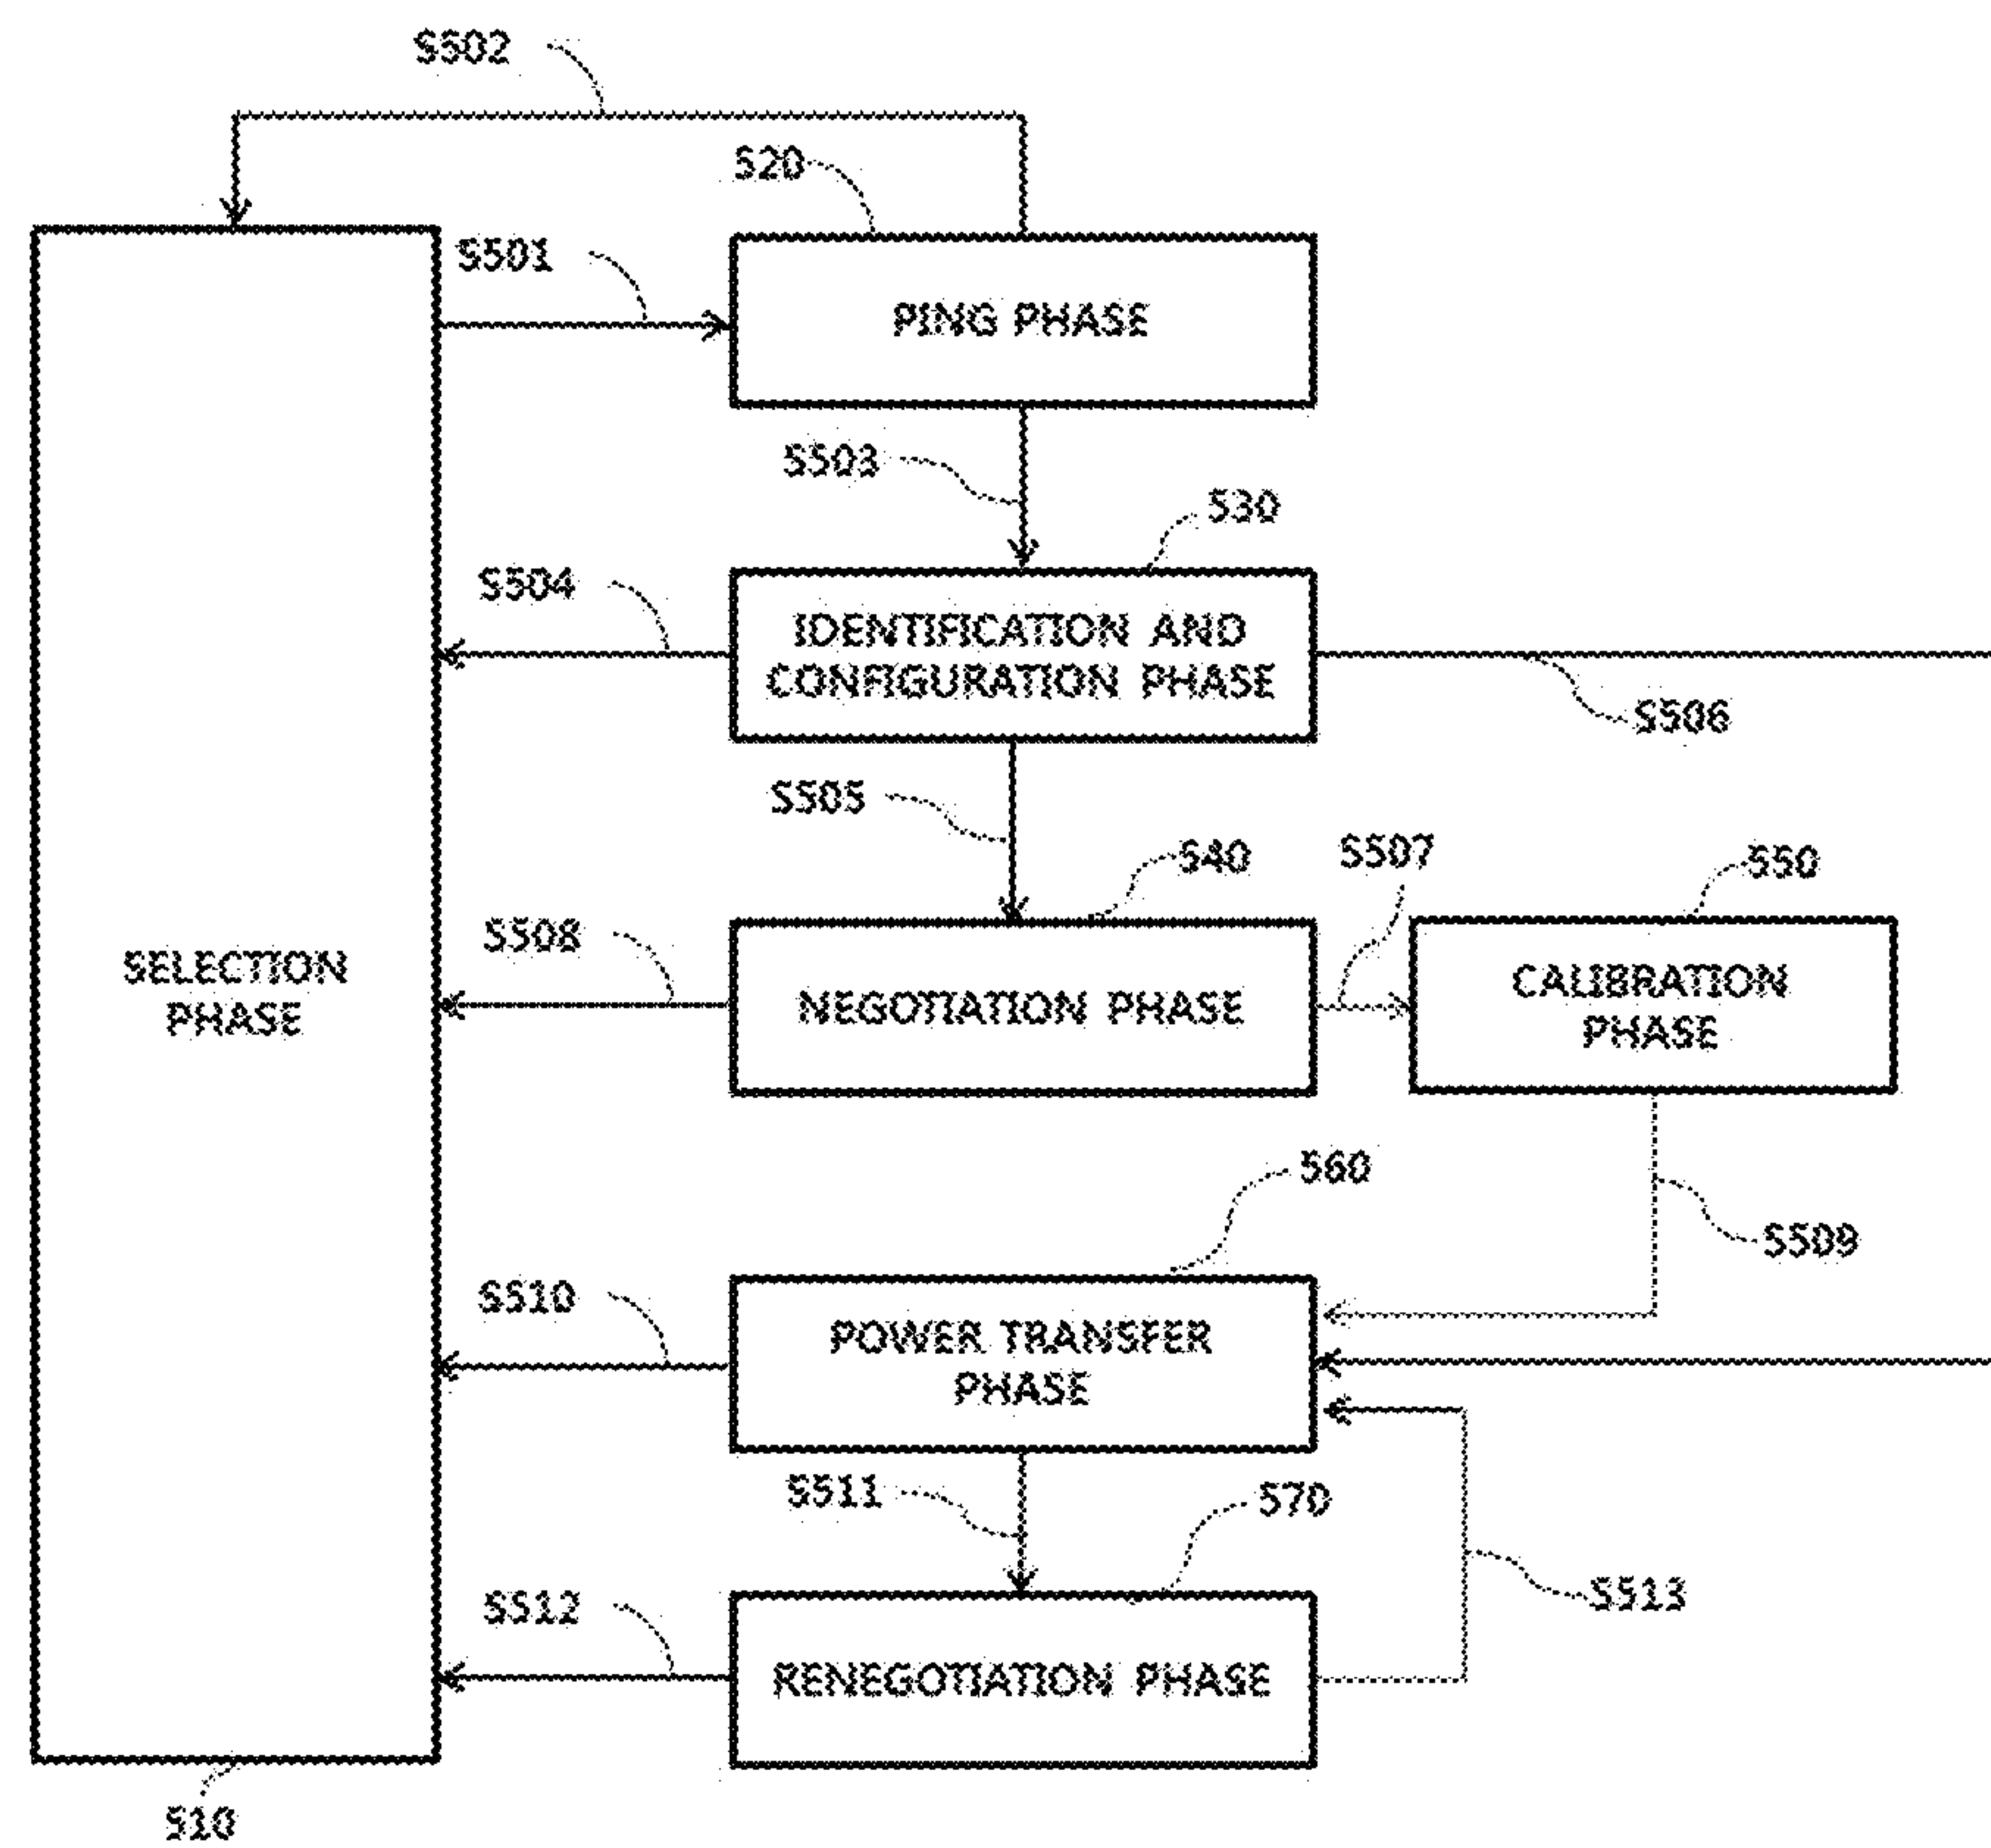 S502
520
S501
PING PHASE
S503
530
S504
IDENTIFICATION AND
CONFIGURATION PHASE
S506
S505
540
S507
550
S508
SELECTION
PHASE
NEGOTIATION PHASE
CALIBRATION
PHASE
560
S509
S510
POWER TRANSFER
PHASE
S511
570
S512
S513
RENEGOTIATION PHASE
510